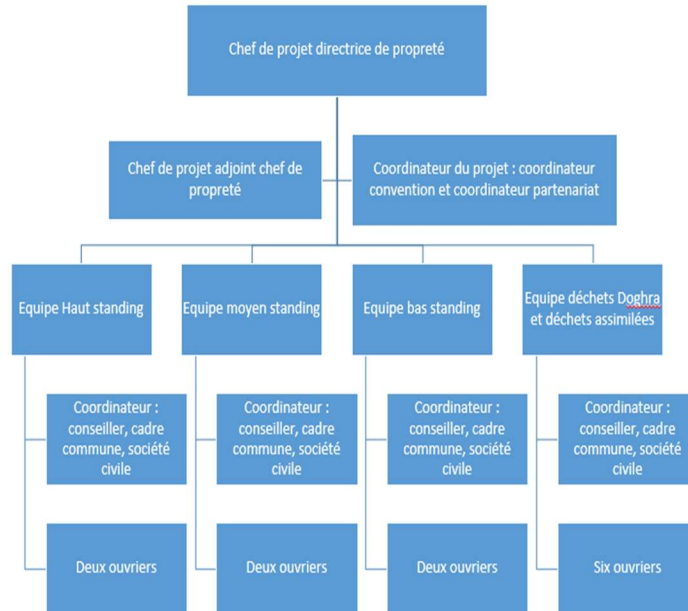 Chef de projet directrice de propreté
Chef de projet adjoint chef de
propreté
Coordinateur du projet : coordinateur
convention et coordinateur partenariat
Equipe Haut standing
Equipe moyen standing
Equipe bas standing
Equipe déchets Doghra
et déchets assimilées
Coordinateur :
conseiller, cadre
commune, société
civile
Coordinateur :
conseiller, cadre
commune, société
civile
Coordinateur :
conseiller, cadre
commune, société
civile
Coordinateur :
conseiller, cadre
commune, société
civile
Deux ouvriers
Deux ouvriers
Deux ouvriers
Six ouvriers